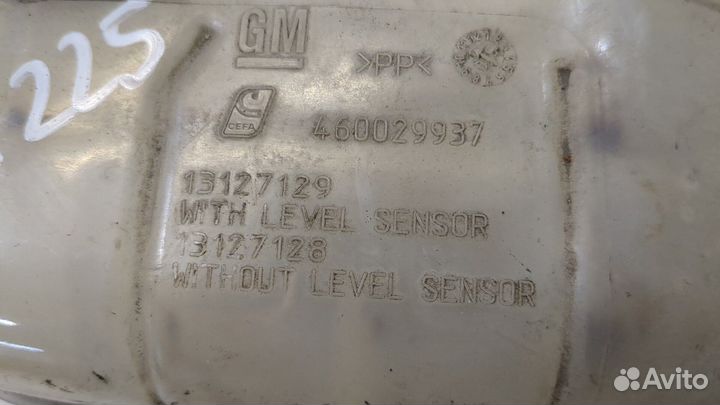 225
GM
>PP<
CEFA
460029937
13127129
WITH LEVEL SENSOR
13127128
WITHOUT LEVEL SENSOR
Avito